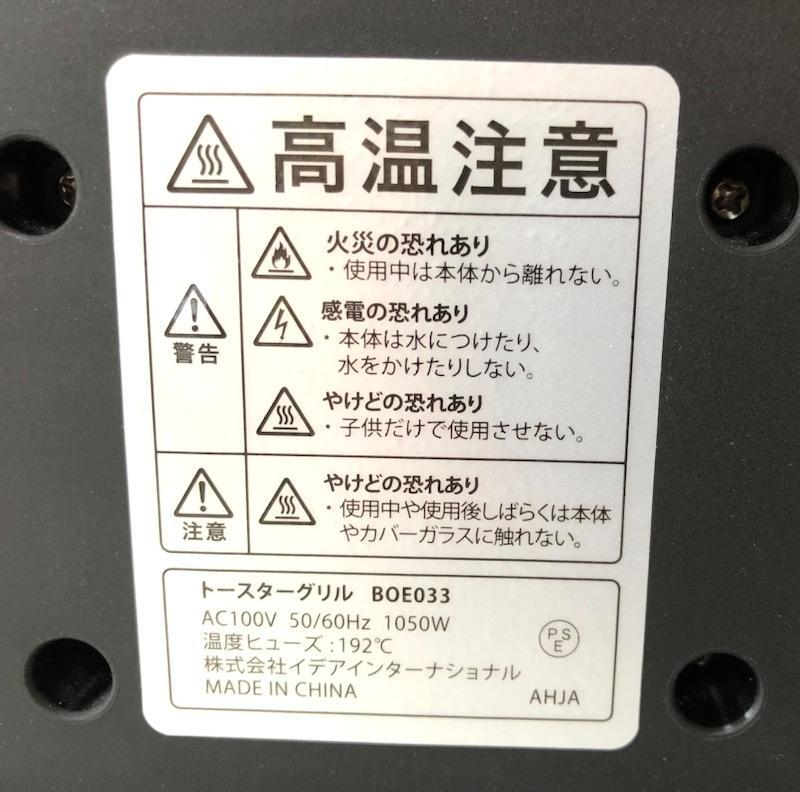 高温注意
警告
火災の恐れあり
・使用中は本体から離れない。
感電の恐れあり
・本体は水につけたり、
水をかけたりしない。
やけどの恐れあり
・子供だけで使用させない。
注意
やけどの恐れあり
・使用中や使用後しばらくは本体
やカバーガラスに触れない。
トースターグリル BOE033
AC100V 50/60Hz 1050W
温度ヒューズ:192℃
株式会社イデアインターナショナル
MADE IN CHINA
PSE
AHJA